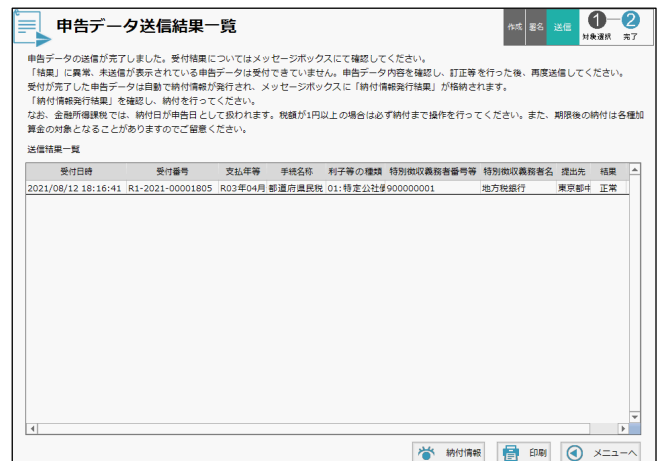 申告データ送信結果一覧
作成 署名 送信 1 対象選択 2 完了
申告データの送信が完了しました。受付結果についてはメッセージボックスにて確認してください。
「結果」に異常、未送信が表示されている申告データは受付できていません。申告データ内容を確認し、訂正等を行った後、再度送信してください。
受付が完了した申告データは自動で納付情報が発行され、メッセージボックスに「納付情報発行結果」が格納されます。
「納付情報発行結果」を確認し、納付を行ってください。
なお、金融所得課税では、納付日が申告日として扱われます。税額が1円以上の場合は必ず納付まで操作を行ってください。また、期限後の納付は各種加
算金の対象となることがありますのでご留意ください。
送信結果一覧
受付日時 受付番号 支払年等 手続名称 利子等の種類 特別徴収義務者番号等 特別徴収義務者名 提出先 結果
2021/08/12 18:16:41 R1-2021-00001805 R03年04月 都道府県民税 01:特定公社債 900000001 地方税銀行 東京都中 正常
納付情報 印刷 メニューへ